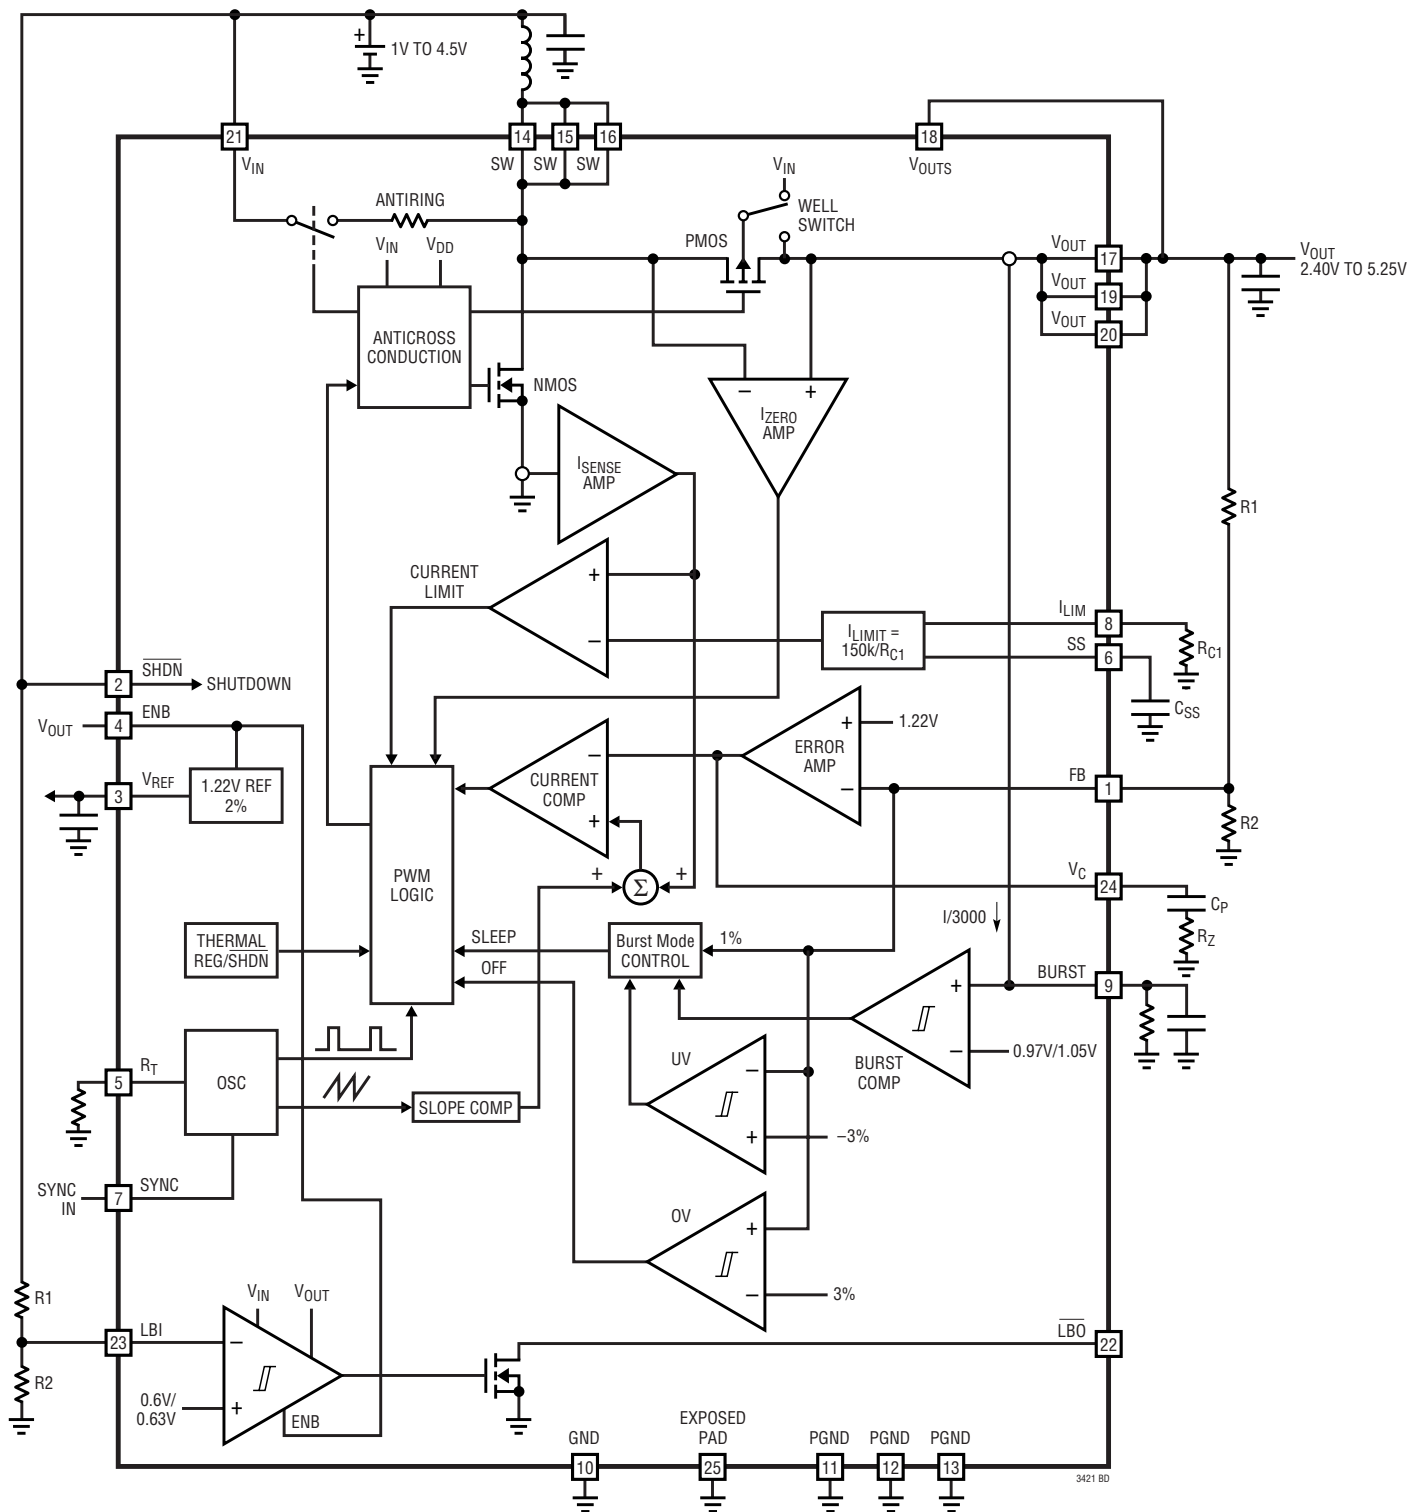 +
1V TO 4.5V
21
14
15
16
18
VIN
SW
SW
SW
VOUTS
ANTIRING
VIN
WELL
SWITCH
VIN
VDD
PMOS
VOUT
17
VOUT
2.40V TO 5.25V
VOUT
19
VOUT
20
ANTICROSS
CONDUCTION
NMOS
−
+
IZERO
AMP
ISENSE
AMP
R1
CURRENT
LIMIT
+
−
ILIMIT =
150k/RC1
ILIM
8
RC1
SS
6
CSS
2
SHDN
SHUTDOWN
VOUT
4
ENB
3
VREF
1.22V REF
2%
−
CURRENT
COMP
+
+
1.22V
ERROR
AMP
−
FB
1
R2
PWM
LOGIC
+
Σ
+
VC
24
CP
RZ
I/3000
THERMAL
REG/SHDN
SLEEP
Burst Mode
CONTROL
1%
OFF
+
BURST
9
−
0.97V/1.05V
BURST
COMP
RT
5
OSC
SLOPE COMP
UV
−
+
−3%
SYNC
IN
7
SYNC
OV
+
−
3%
R1
VIN
VOUT
23
LBI
−
R2
0.6V/
0.63V
+
ENB
LBO
22
GND
10
EXPOSED
PAD
25
PGND
11
PGND
12
PGND
13
3421 BD